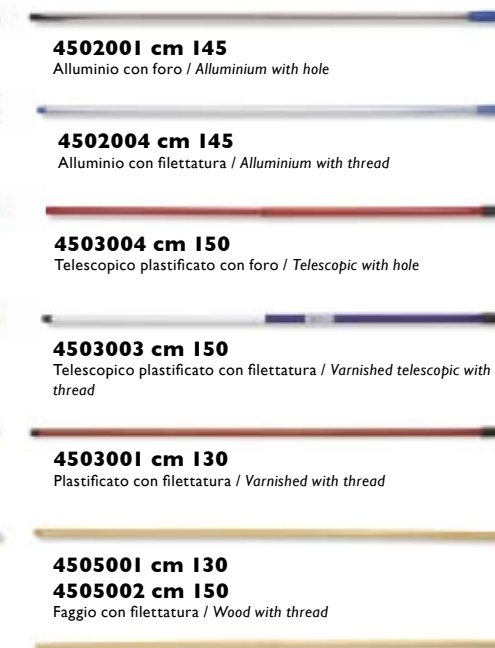 4502001 cm 145
Alluminio con foro / Alluminium with hole
4502004 cm 145
Alluminio con filettatura / Alluminium with thread
4503004 cm 150
Telescopico plastificato con foro / Telescopic with hole
4503003 cm 150
Telescopico plastificato con filettatura / Varnished telescopic with
thread
4503001 cm 130
Plastificato con filettatura / Varnished with thread
4505001 cm 130
4505002 cm 150
Faggio con filettatura / Wood with thread